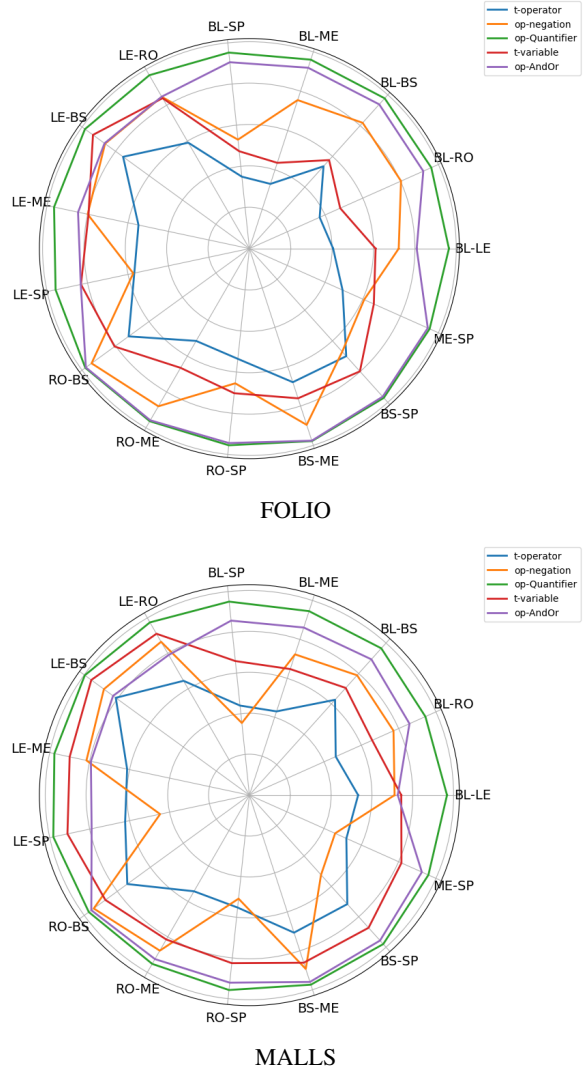 t-operator
op-negation
op-Quantifier
t-variable
op-AndOr
BL-SP
BL-ME
LE-RO
BL-BS
LE-BS
BL-RO
LE-ME
BL-LE
LE-SP
ME-SP
RO-BS
BS-SP
RO-ME
RO-SP
BS-ME
FOLIO
t-operator
op-negation
op-Quantifier
t-variable
op-AndOr
BL-SP
BL-ME
LE-RO
BL-BS
LE-BS
BL-RO
LE-ME
BL-LE
LE-SP
ME-SP
RO-BS
BS-SP
RO-ME
RO-SP
BS-ME
MALLS